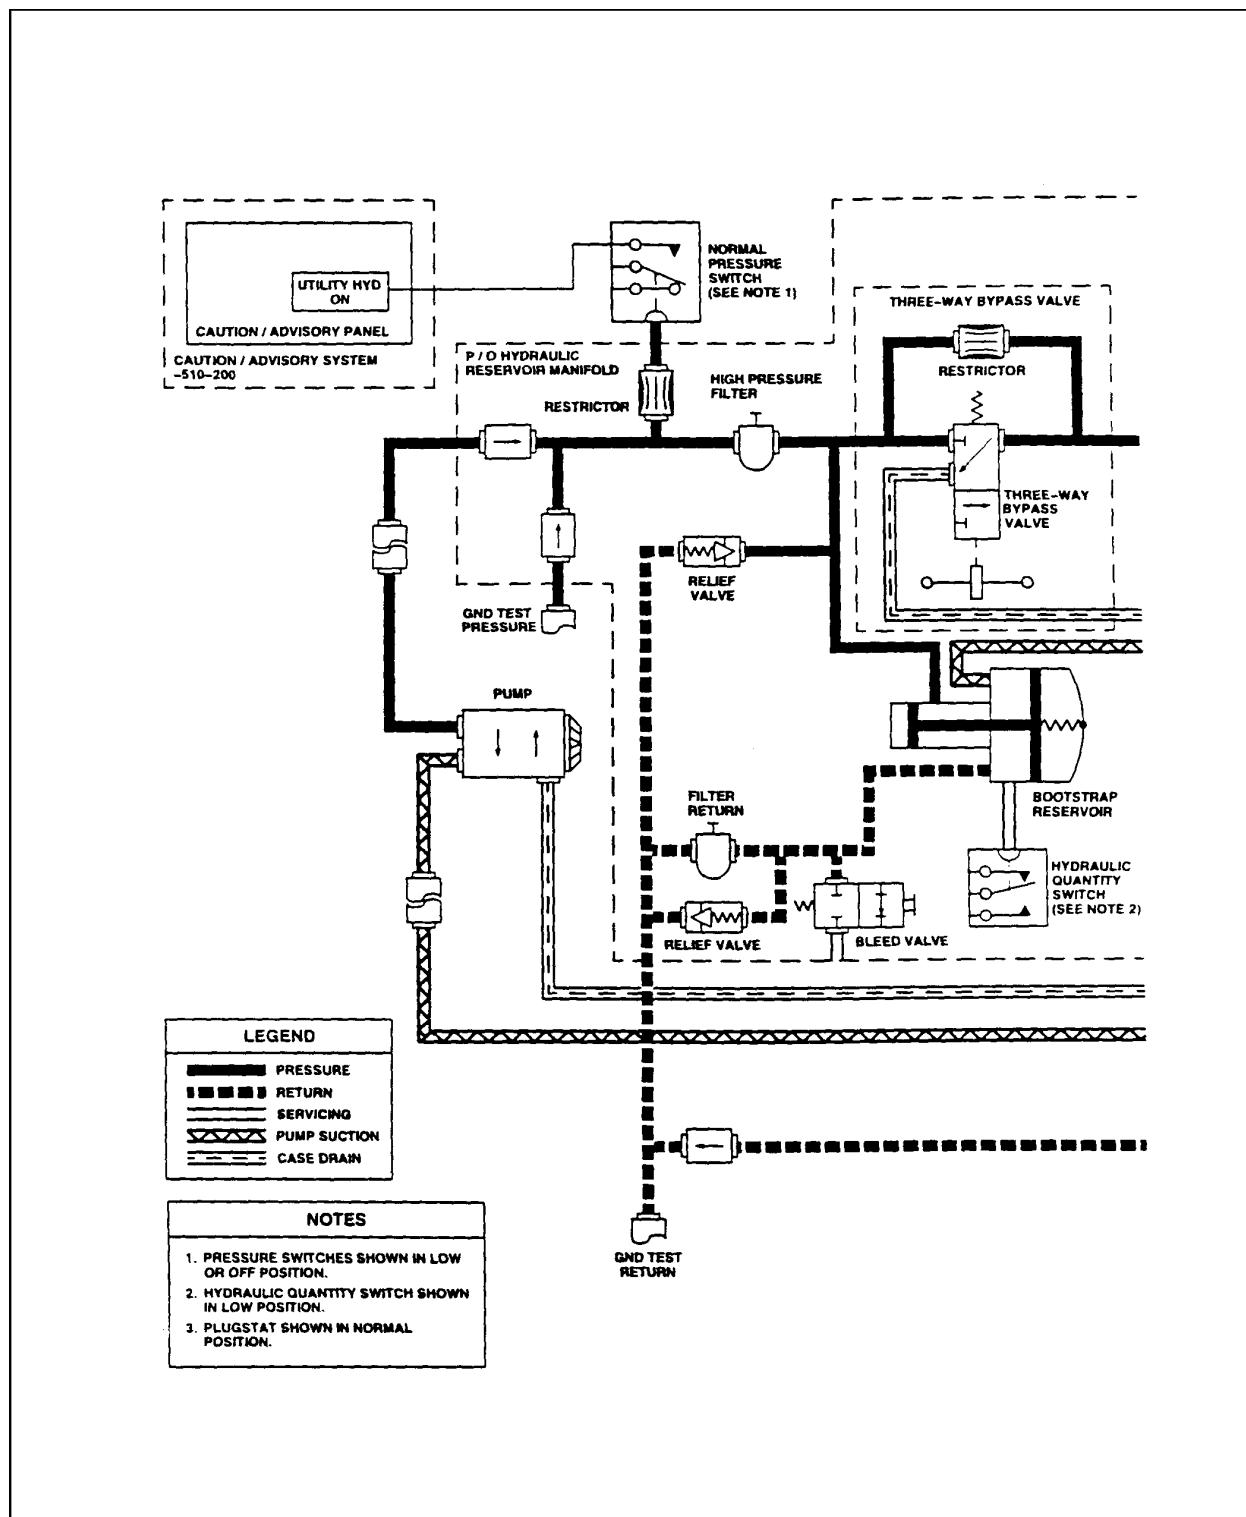 UTILITY HYD
ON
CAUTION / ADVISORY PANEL
CAUTION / ADVISORY SYSTEM
-510-200
NORMAL
PRESSURE
SWITCH
(SEE NOTE 1)
P / O HYDRAULIC
RESERVOIR MANIFOLD
RESTRICTOR
HIGH PRESSURE
FILTER
THREE-WAY BYPASS VALVE
RESTRICTOR
THREE-WAY
BYPASS
VALVE
RELIEF
VALVE
GND TEST
PRESSURE
PUMP
BOOTSTRAP
RESERVOIR
FILTER
RETURN
HYDRAULIC
QUANTITY
SWITCH
(SEE NOTE 2)
RELIEF VALVE
BLEED VALVE
LEGEND
PRESSURE
RETURN
SERVICING
PUMP SUCTION
CASE DRAIN
NOTES
1. PRESSURE SWITCHES SHOWN IN LOW
OR OFF POSITION.
2. HYDRAULIC QUANTITY SWITCH SHOWN
IN LOW POSITION.
3. PLUGSTAT SHOWN IN NORMAL
POSITION.
GND TEST
RETURN